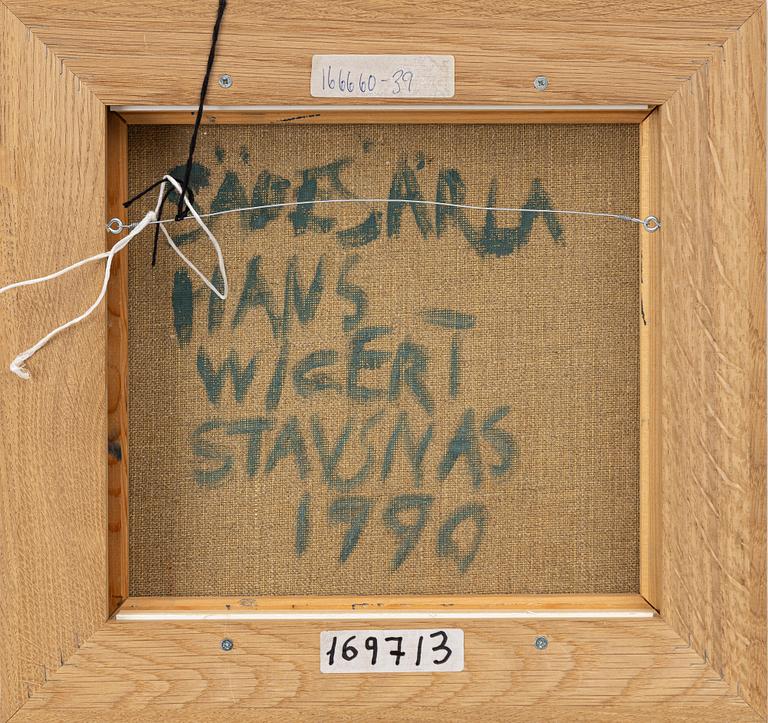 166660-39
SÄDESÄRLA
HANS
WIGERT
STAVSNÄS
1990
169713